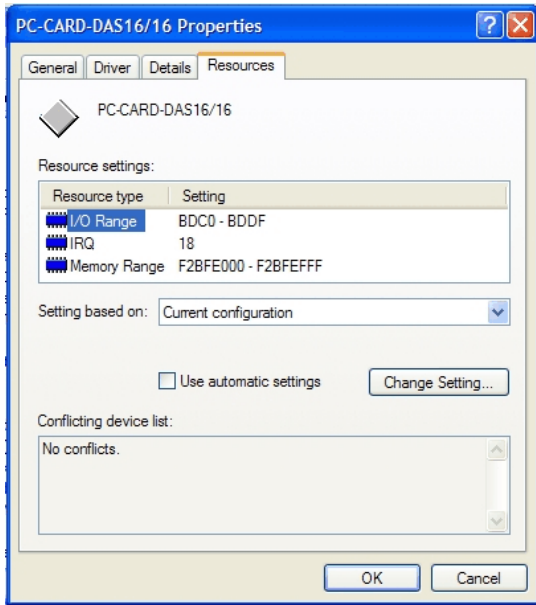 PC-CARD-DAS16/16 Properties
General Driver Details Resources
PC-CARD-DAS16/16
Resource settings:
Resource type Setting
I/O Range BDC0 - BDDF
IRQ 18
Memory Range F2BFE000 - F2BFEFFF
Setting based on: Current configuration
Use automatic settings Change Setting...
Conflicting device list:
No conflicts.
OK Cancel